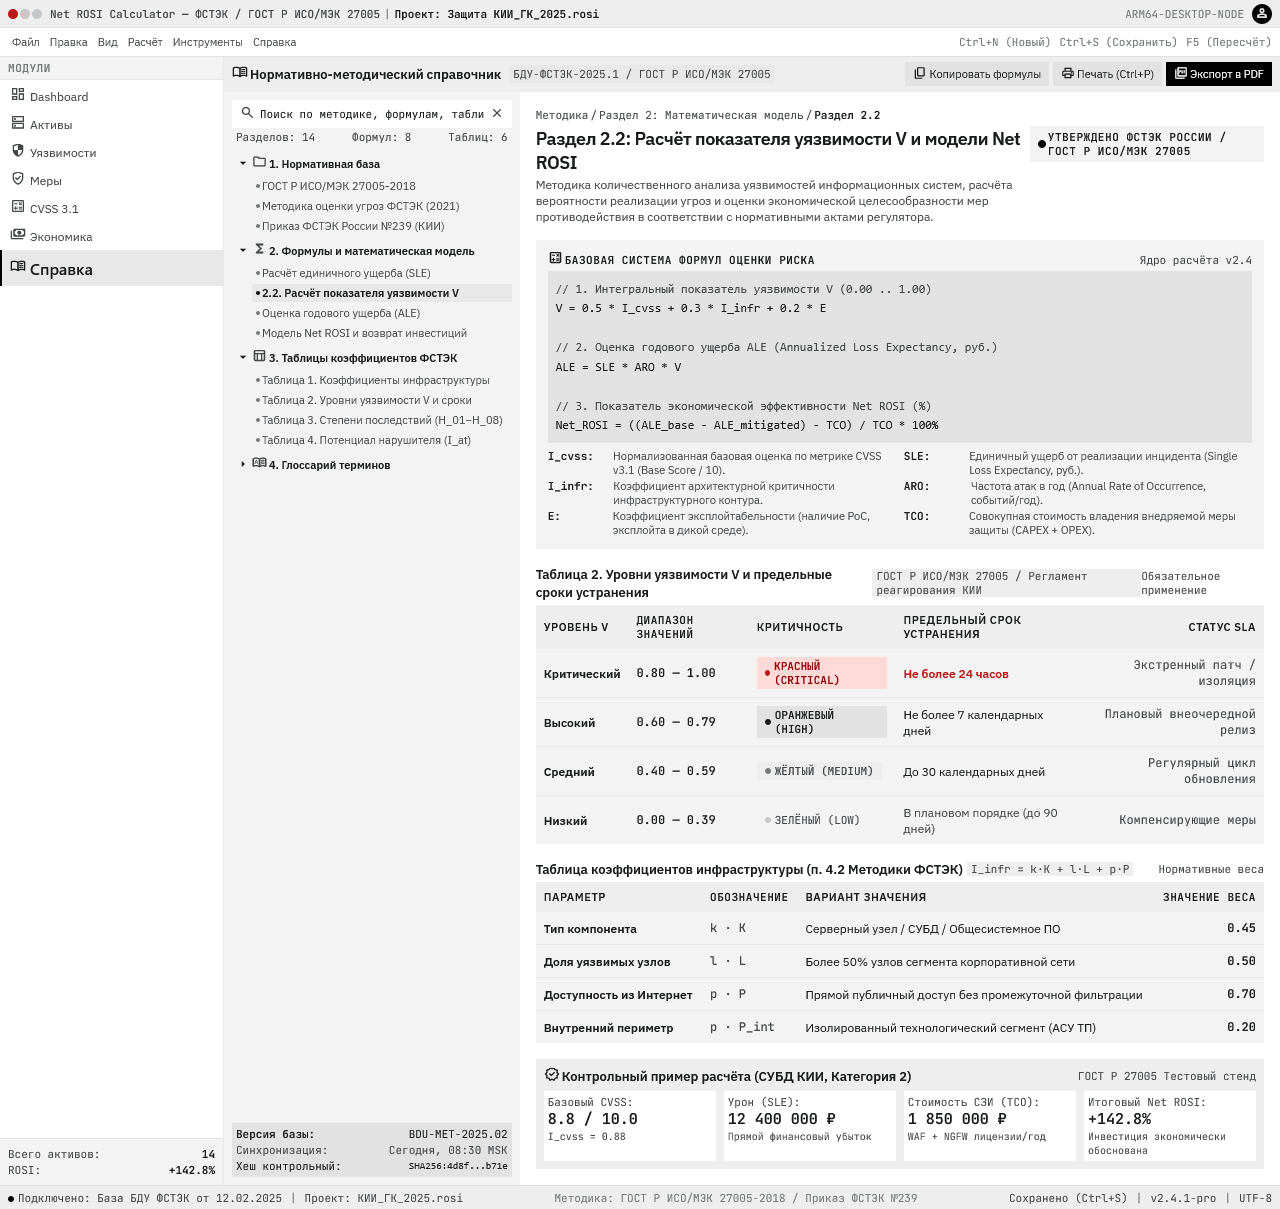 Net ROSI Calculator — ФСТЭК / ГОСТ Р ИСО/МЭК 27005 | Проект: Защита КИИ_ГК_2025.rosi
ARM64-DESKTOP-NODE
Файл Правка Вид Расчёт Инструменты Справка
Ctrl+N (Новый) Ctrl+S (Сохранить) F5 (Пересчёт)
МОДУЛИ
Dashboard
Активы
Уязвимости
Меры
CVSS 3.1
Экономика
Справка
Всего активов: 14
ROSI: +142.8%
Нормативно-методический справочник БДУ-ФСТЭК-2025.1 / ГОСТ Р ИСО/МЭК 27005
Копировать формулы Печать (Ctrl+P) Экспорт в PDF
Поиск по методике, формулам, табли
Разделов: 14 Формул: 8 Таблиц: 6
1. Нормативная база
ГОСТ Р ИСО/МЭК 27005-2018
Методика оценки угроз ФСТЭК (2021)
Приказ ФСТЭК России №239 (КИИ)
2. Формулы и математическая модель
Расчёт единичного ущерба (SLE)
2.2. Расчёт показателя уязвимости V
Оценка годового ущерба (ALE)
Модель Net ROSI и возврат инвестиций
3. Таблицы коэффициентов ФСТЭК
Таблица 1. Коэффициенты инфраструктуры
Таблица 2. Уровни уязвимости V и сроки
Таблица 3. Степени последствий (H_01–H_08)
Таблица 4. Потенциал нарушителя (I_at)
4. Глоссарий терминов
Версия базы: BDU-MET-2025.02
Синхронизация: Сегодня, 08:30 MSK
Хеш контрольный: SHA256:4d8f...b71e
Методика / Раздел 2: Математическая модель / Раздел 2.2
Раздел 2.2: Расчёт показателя уязвимости V и модели Net
ROSI
УТВЕРЖДЕНО ФСТЭК РОССИИ /
ГОСТ Р ИСО/МЭК 27005
Методика количественного анализа уязвимостей информационных систем, расчёта
вероятности реализации угроз и оценки экономической целесообразности мер
противодействия в соответствии с нормативными актами регулятора.
БАЗОВАЯ СИСТЕМА ФОРМУЛ ОЦЕНКИ РИСКА
Ядро расчёта v2.4
// 1. Интегральный показатель уязвимости V (0.00 .. 1.00)
V = 0.5 * I_cvss + 0.3 * I_infr + 0.2 * E
// 2. Оценка годового ущерба ALE (Annualized Loss Expectancy, руб.)
ALE = SLE * ARO * V
// 3. Показатель экономической эффективности Net ROSI (%)
Net_ROSI = ((ALE_base - ALE_mitigated) - TCO) / TCO * 100%
I_cvss: Нормализованная базовая оценка по метрике CVSS
v3.1 (Base Score / 10).
SLE: Единичный ущерб от реализации инцидента (Single
Loss Expectancy, руб.).
I_infr: Коэффициент архитектурной критичности
инфраструктурного контура.
ARO: Частота атак в год (Annual Rate of Occurrence,
событий/год).
E: Коэффициент эксплойтабельности (наличие PoC,
эксплойта в дикой среде).
TCO: Совокупная стоимость владения внедряемой меры
защиты (CAPEX + OPEX).
Таблица 2. Уровни уязвимости V и предельные
сроки устранения
ГОСТ Р ИСО/МЭК 27005 / Регламент
реагирования КИИ
Обязательное
применение
УРОВЕНЬ V ДИАПАЗОН
ЗНАЧЕНИЙ КРИТИЧНОСТЬ ПРЕДЕЛЬНЫЙ СРОК
УСТРАНЕНИЯ СТАТУС SLA
Критический 0.80 — 1.00 КРАСНЫЙ
(CRITICAL) Не более 24 часов Экстренный патч /
изоляция
Высокий 0.60 — 0.79 ОРАНЖЕВЫЙ
(HIGH) Не более 7 календарных
дней Плановый внеочередной
релиз
Средний 0.40 — 0.59 ЖЁЛТЫЙ (MEDIUM) До 30 календарных дней Регулярный цикл
обновления
Низкий 0.00 — 0.39 ЗЕЛЁНЫЙ (LOW) В плановом порядке (до 90
дней) Компенсирующие меры
Таблица коэффициентов инфраструктуры (п. 4.2 Методики ФСТЭК) I_infr = k·K + l·L + p·P Нормативные веса
ПАРАМЕТР ОБОЗНАЧЕНИЕ ВАРИАНТ ЗНАЧЕНИЯ ЗНАЧЕНИЕ ВЕСА
Тип компонента k · K Серверный узел / СУБД / Общесистемное ПО 0.45
Доля уязвимых узлов l · L Более 50% узлов сегмента корпоративной сети 0.50
Доступность из Интернет p · P Прямой публичный доступ без промежуточной фильтрации 0.70
Внутренний периметр p · P_int Изолированный технологический сегмент (АСУ ТП) 0.20
Контрольный пример расчёта (СУБД КИИ, Категория 2) ГОСТ Р 27005 Тестовый стенд
Базовый CVSS:
8.8 / 10.0
I_cvss = 0.88
Урон (SLE):
12 400 000 ₽
Прямой финансовый убыток
Стоимость СЗИ (TCO):
1 850 000 ₽
WAF + NGFW лицензии/год
Итоговый Net ROSI:
+142.8%
Инвестиция экономически
обоснована
Подключено: База БДУ ФСТЭК от 12.02.2025 | Проект: КИИ_ГК_2025.rosi
Методика: ГОСТ Р ИСО/МЭК 27005-2018 / Приказ ФСТЭК №239
Сохранено (Ctrl+S) | v2.4.1-pro | UTF-8